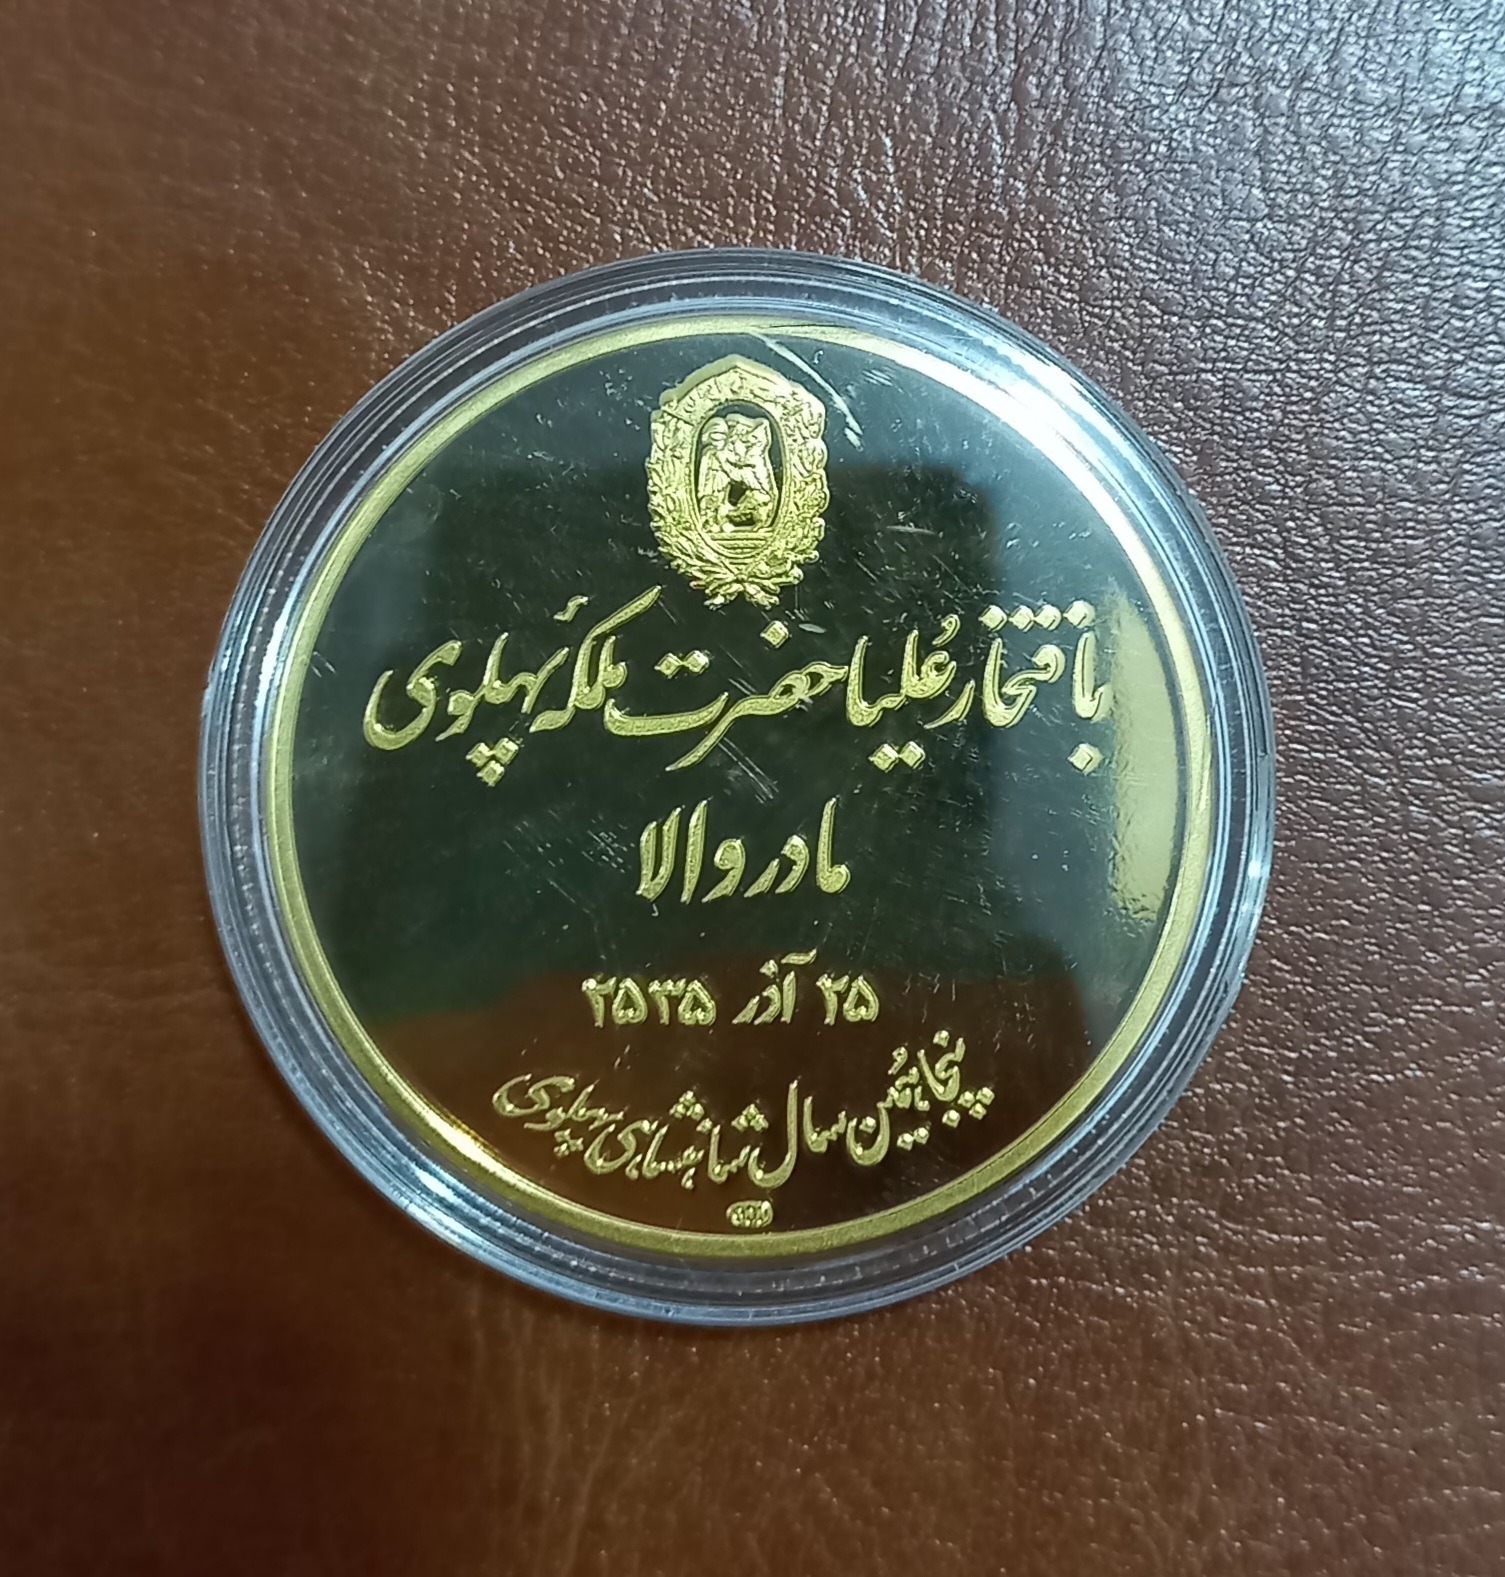 بافتخار علیاحضرت ملکهٔ پهلوی
مادر والا
۲۵ آذر ۲۵۳۵
پنجاهمین سال شاهنشاهی پهلوی